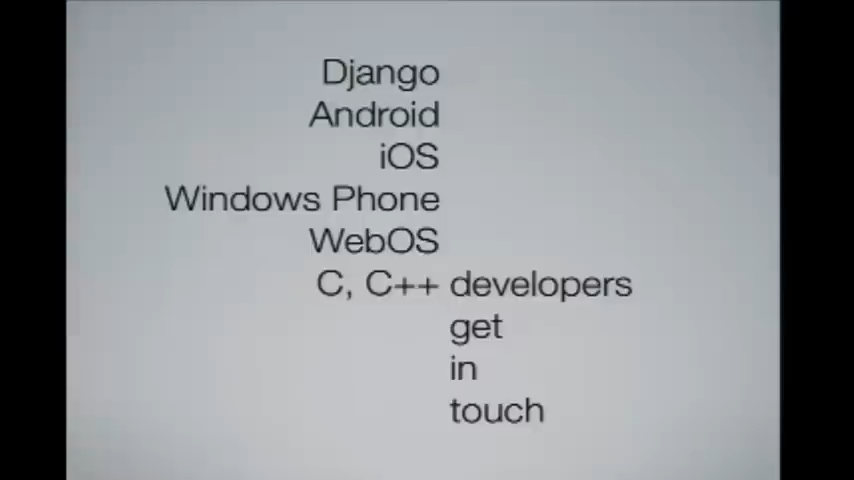 Django
Android
iOS
Windows Phone
WebOS
C, C++ developers
get
in
touch